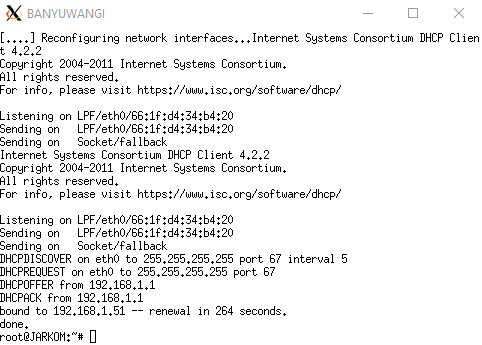 BANYUWANGI
[....] Reconfiguring network interfaces...Internet Systems Consortium DHCP Clien
t 4.2.2
Copyright 2004-2011 Internet Systems Consortium.
All rights reserved.
For info, please visit https://www.isc.org/software/dhcp/
Listening on LPF/eth0/66:1f:d4:34:b4:20
Sending on   LPF/eth0/66:1f:d4:34:b4:20
Sending on   Socket/fallback
Internet Systems Consortium DHCP Client 4.2.2
Copyright 2004-2011 Internet Systems Consortium.
All rights reserved.
For info, please visit https://www.isc.org/software/dhcp/
Listening on LPF/eth0/66:1f:d4:34:b4:20
Sending on   LPF/eth0/66:1f:d4:34:b4:20
Sending on   Socket/fallback
DHCPDISCOVER on eth0 to 255.255.255.255 port 67 interval 5
DHCPREQUEST on eth0 to 255.255.255.255 port 67
DHCPOFFER from 192.168.1.1
DHCPACK from 192.168.1.1
bound to 192.168.1.51 -- renewal in 264 seconds.
done.
root@JARKOM:~#